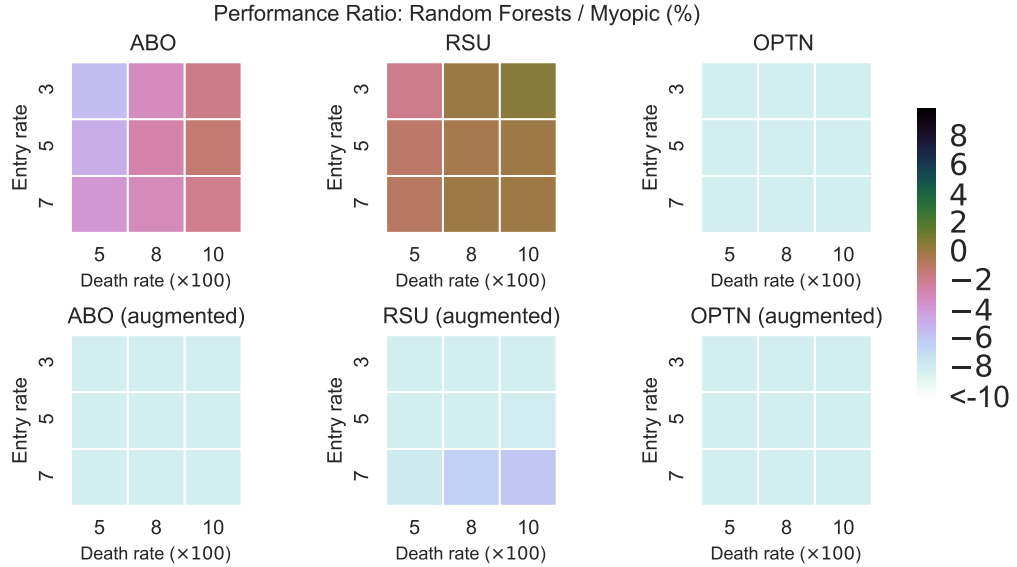 Performance Ratio: Random Forests / Myopic (%)
ABO
RSU
OPTN
Entry rate
3
5
7
5 8 10
Death rate (×100)
Entry rate
3
5
7
5 8 10
Death rate (×100)
Entry rate
3
5
7
5 8 10
Death rate (×100)
ABO (augmented)
RSU (augmented)
OPTN (augmented)
Entry rate
3
5
7
5 8 10
Death rate (×100)
Entry rate
3
5
7
5 8 10
Death rate (×100)
Entry rate
3
5
7
5 8 10
Death rate (×100)
8
6
4
2
0
−2
−4
−6
−8
<-10